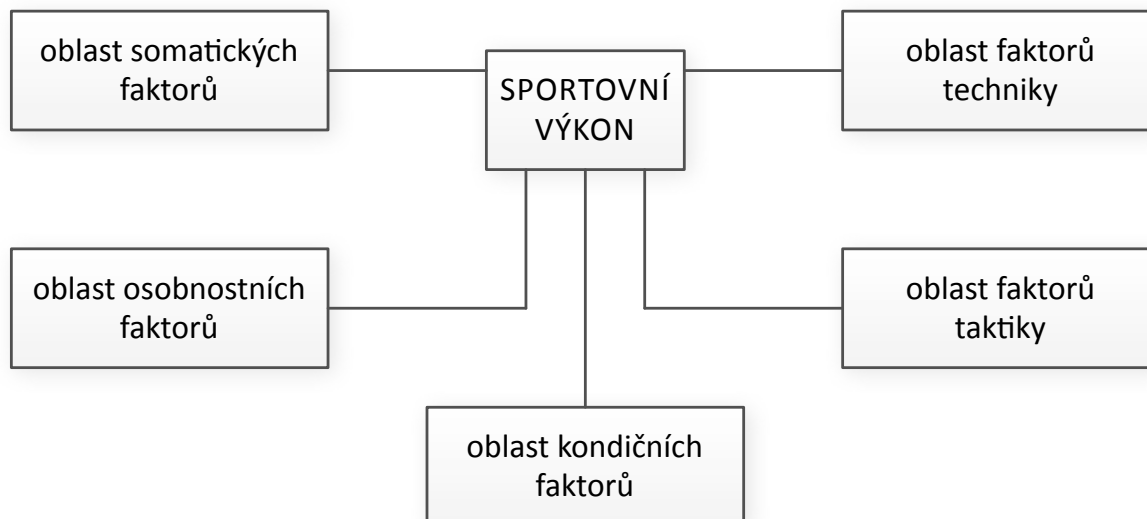 oblast somatických
faktorů
SPORTOVNÍ
VÝKON
oblast faktorů
techniky
oblast osobnostních
faktorů
oblast faktorů
taktiky
oblast kondičních
faktorů